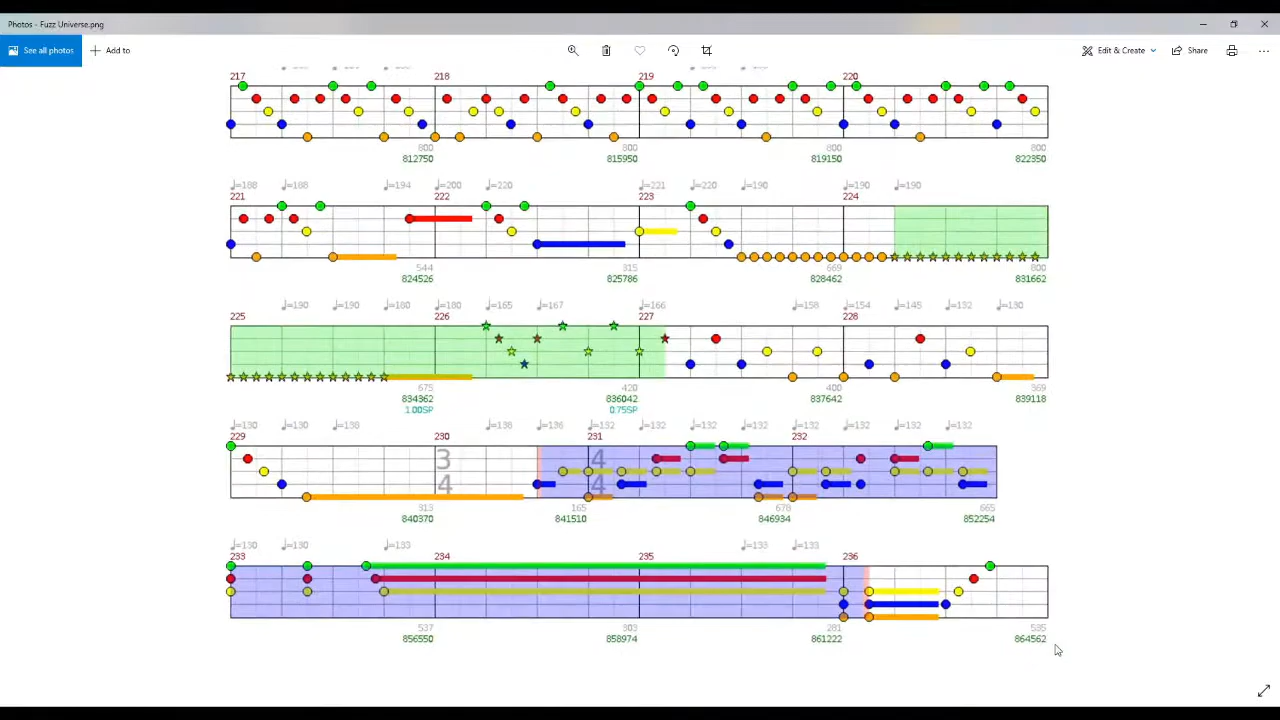 Photos - Fuzz Universe.png
See all photos
Add to
Edit & Create
Share
217 218 219 220
800 800 800 800
812750 815950 819150 822350
♩=188 ♩=188 ♩=194 ♩=200 ♩=220 ♩=221 ♩=220 ♩=190 ♩=190 ♩=190
221 222 223 224
544 315 669 800
824526 825786 828462 831662
♩=190 ♩=190 ♩=180 ♩=180 ♩=165 ♩=167 ♩=166 ♩=158 ♩=154 ♩=145 ♩=192 ♩=130
225 226 227 228
675 420 400 369
834362 836042 837642 839118
1.00SP 0.75SP
♩=130 ♩=130 ♩=138 ♩=136 ♩=132 ♩=132 ♩=132 ♩=132 ♩=132 ♩=132 ♩=132
229 230 231 232
3 4
4 4
313 165 678 665
840370 841510 846934 852254
♩=130 ♩=130 ♩=133 ♩=133 ♩=133
233 234 235 236
537 303 281 535
856550 858974 861222 864562